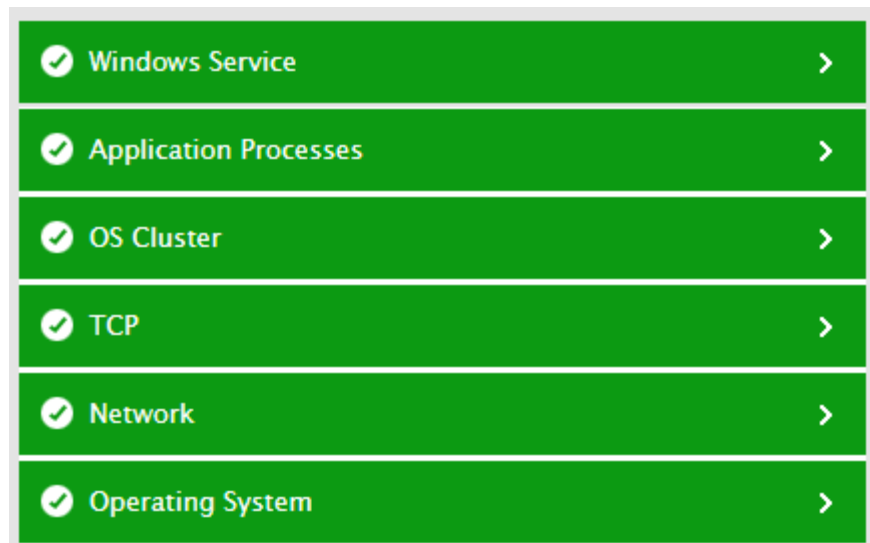 Windows Service
Application Processes
OS Cluster
TCP
Network
Operating System